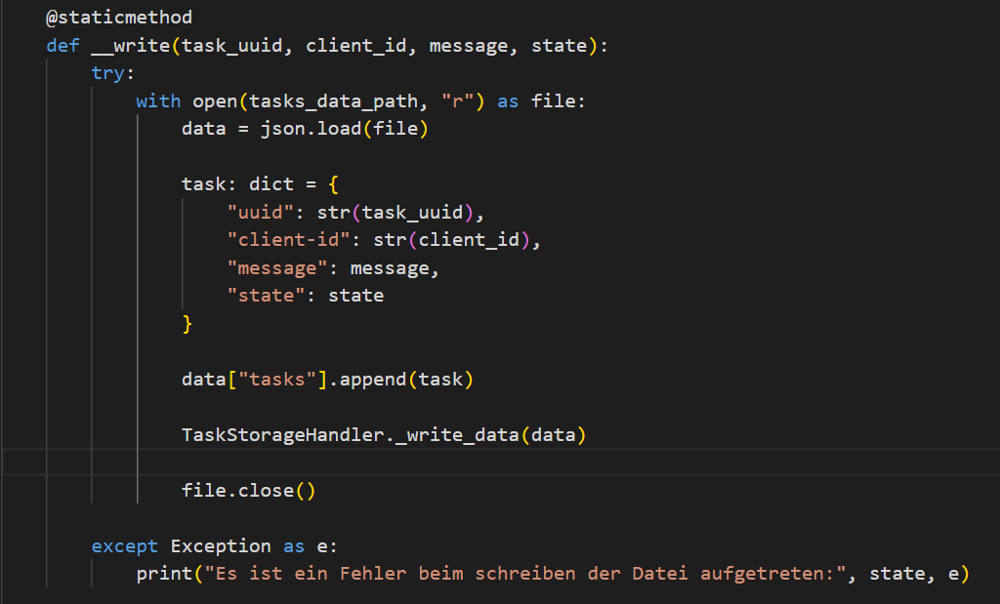 @staticmethod
def __write(task_uuid, client_id, message, state):
try:
with open(tasks_data_path, "r") as file:
data = json.load(file)
task: dict = {
"uuid": str(task_uuid),
"client-id": str(client_id),
"message": message,
"state": state
}
data["tasks"].append(task)
TaskStorageHandler._write_data(data)
file.close()
except Exception as e:
print("Es ist ein Fehler beim schreiben der Datei aufgetreten:", state, e)